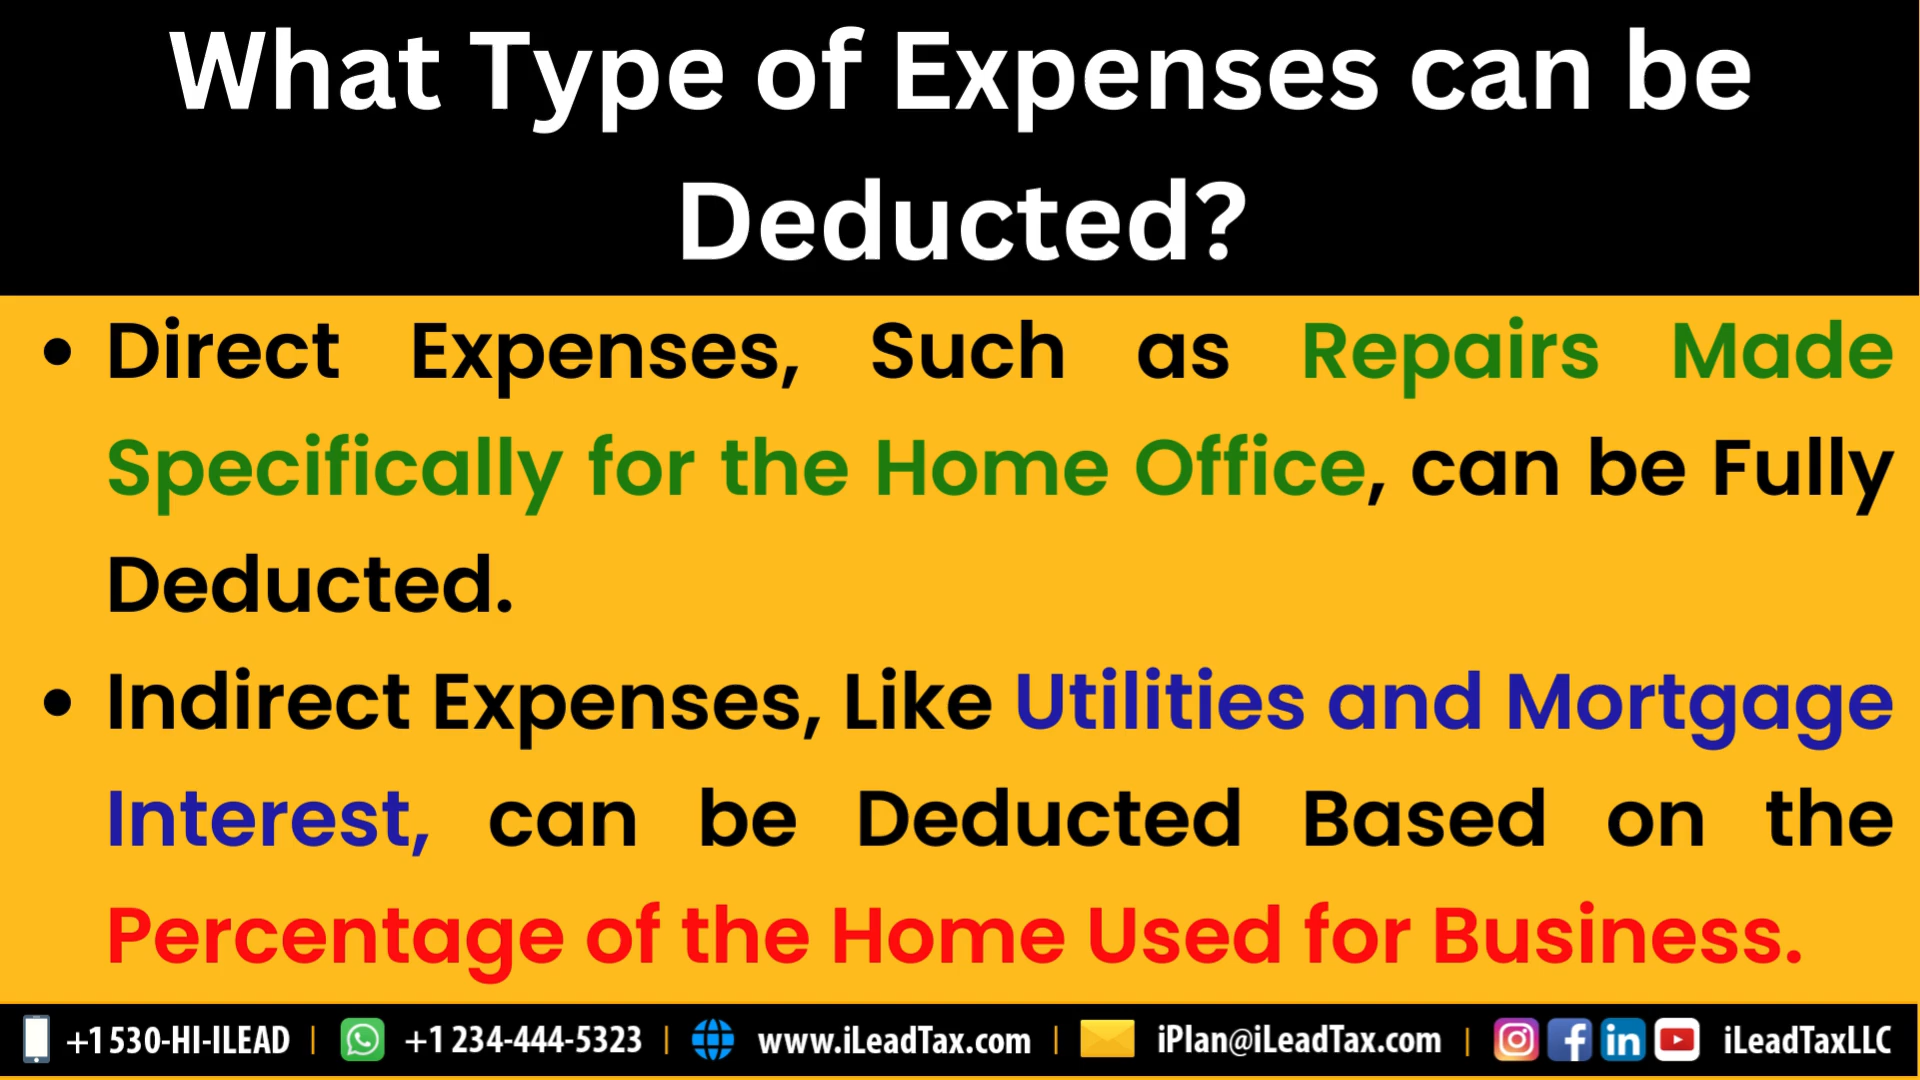 What Type of Expenses can be
Deducted?
• Direct Expenses, Such as Repairs Made
Specifically for the Home Office, can be Fully
Deducted.
• Indirect Expenses, Like Utilities and Mortgage
Interest, can be Deducted Based on the
Percentage of the Home Used for Business.
+1 530-HI-ILEAD | +1 234-444-5323 | www.iLeadTax.com | iPlan@iLeadTax.com | iLeadTaxLLC